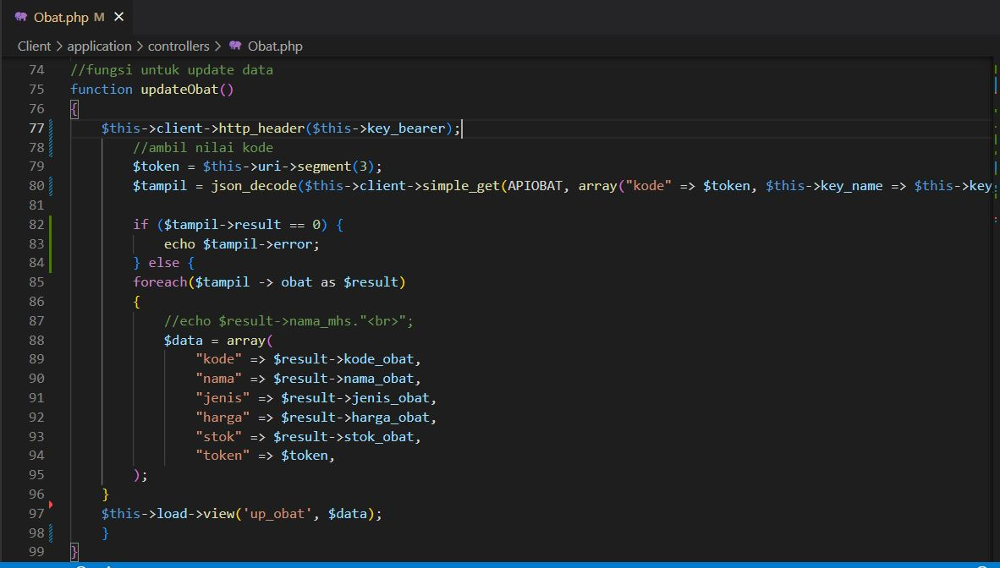 Obat.php M
Client > application > controllers > Obat.php
74 //fungsi untuk update data
75 function updateObat()
76 {
77 $this->client->http_header($this->key_bearer);
78 //ambil nilai kode
79 $token = $this->uri->segment(3);
80 $tampil = json_decode($this->client->simple_get(APIOBAT, array("kode" => $token, $this->key_name => $this->key
81
82 if ($tampil->result == 0) {
83 echo $tampil->error;
84 } else {
85 foreach($tampil -> obat as $result)
86 {
87 //echo $result->nama_mhs."<br>";
88 $data = array(
89 "kode" => $result->kode_obat,
90 "nama" => $result->nama_obat,
91 "jenis" => $result->jenis_obat,
92 "harga" => $result->harga_obat,
93 "stok" => $result->stok_obat,
94 "token" => $token,
95 );
96 }
97 $this->load->view('up_obat', $data);
98 }
99 }